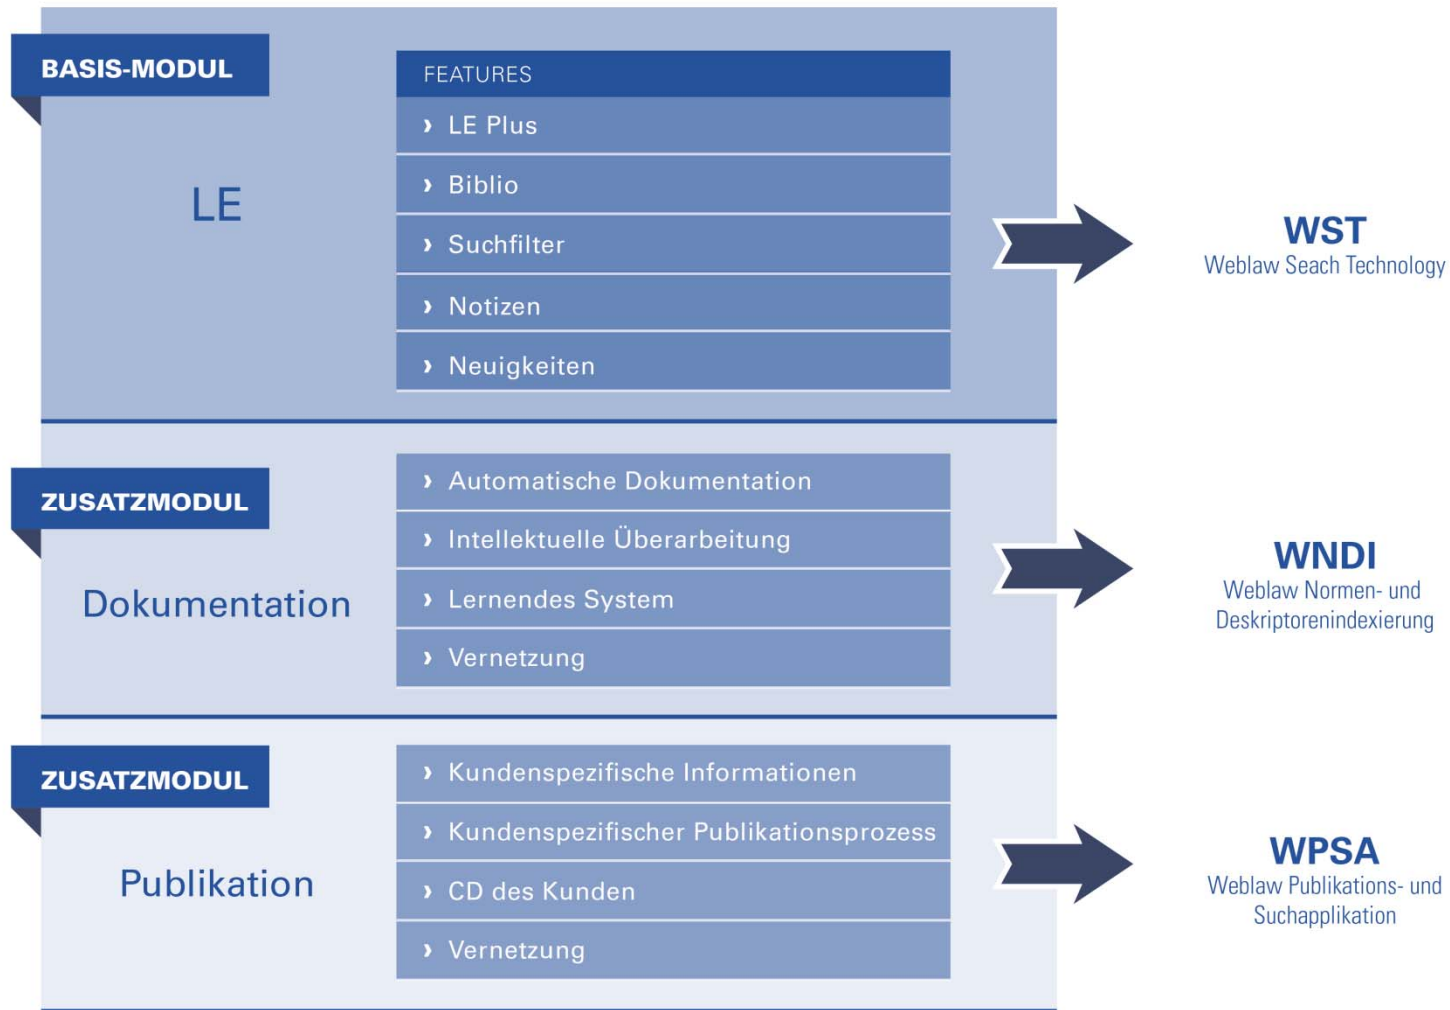 BASIS-MODUL
LE
FEATURES
› LE Plus
› Biblio
› Suchfilter
› Notizen
› Neuigkeiten
WST
Weblaw Seach Technology
ZUSATZMODUL
Dokumentation
› Automatische Dokumentation
› Intellektuelle Überarbeitung
› Lernendes System
› Vernetzung
WNDI
Weblaw Normen- und
Deskriptorenindexierung
ZUSATZMODUL
Publikation
› Kundenspezifische Informationen
› Kundenspezifischer Publikationsprozess
› CD des Kunden
› Vernetzung
WPSA
Weblaw Publikations- und
Suchapplikation